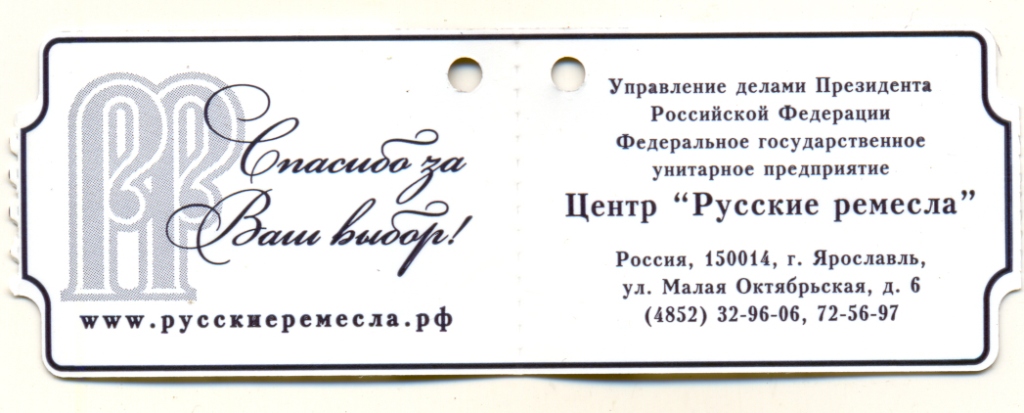 Спасибо за
Ваш выбор!
www.русскиеремесла.рф
Управление делами Президента
Российской Федерации
Федеральное государственное
унитарное предприятие
Центр "Русские ремесла"
Россия, 150014, г. Ярославль,
ул. Малая Октябрьская, д. 6
(4852) 32-96-06, 72-56-97